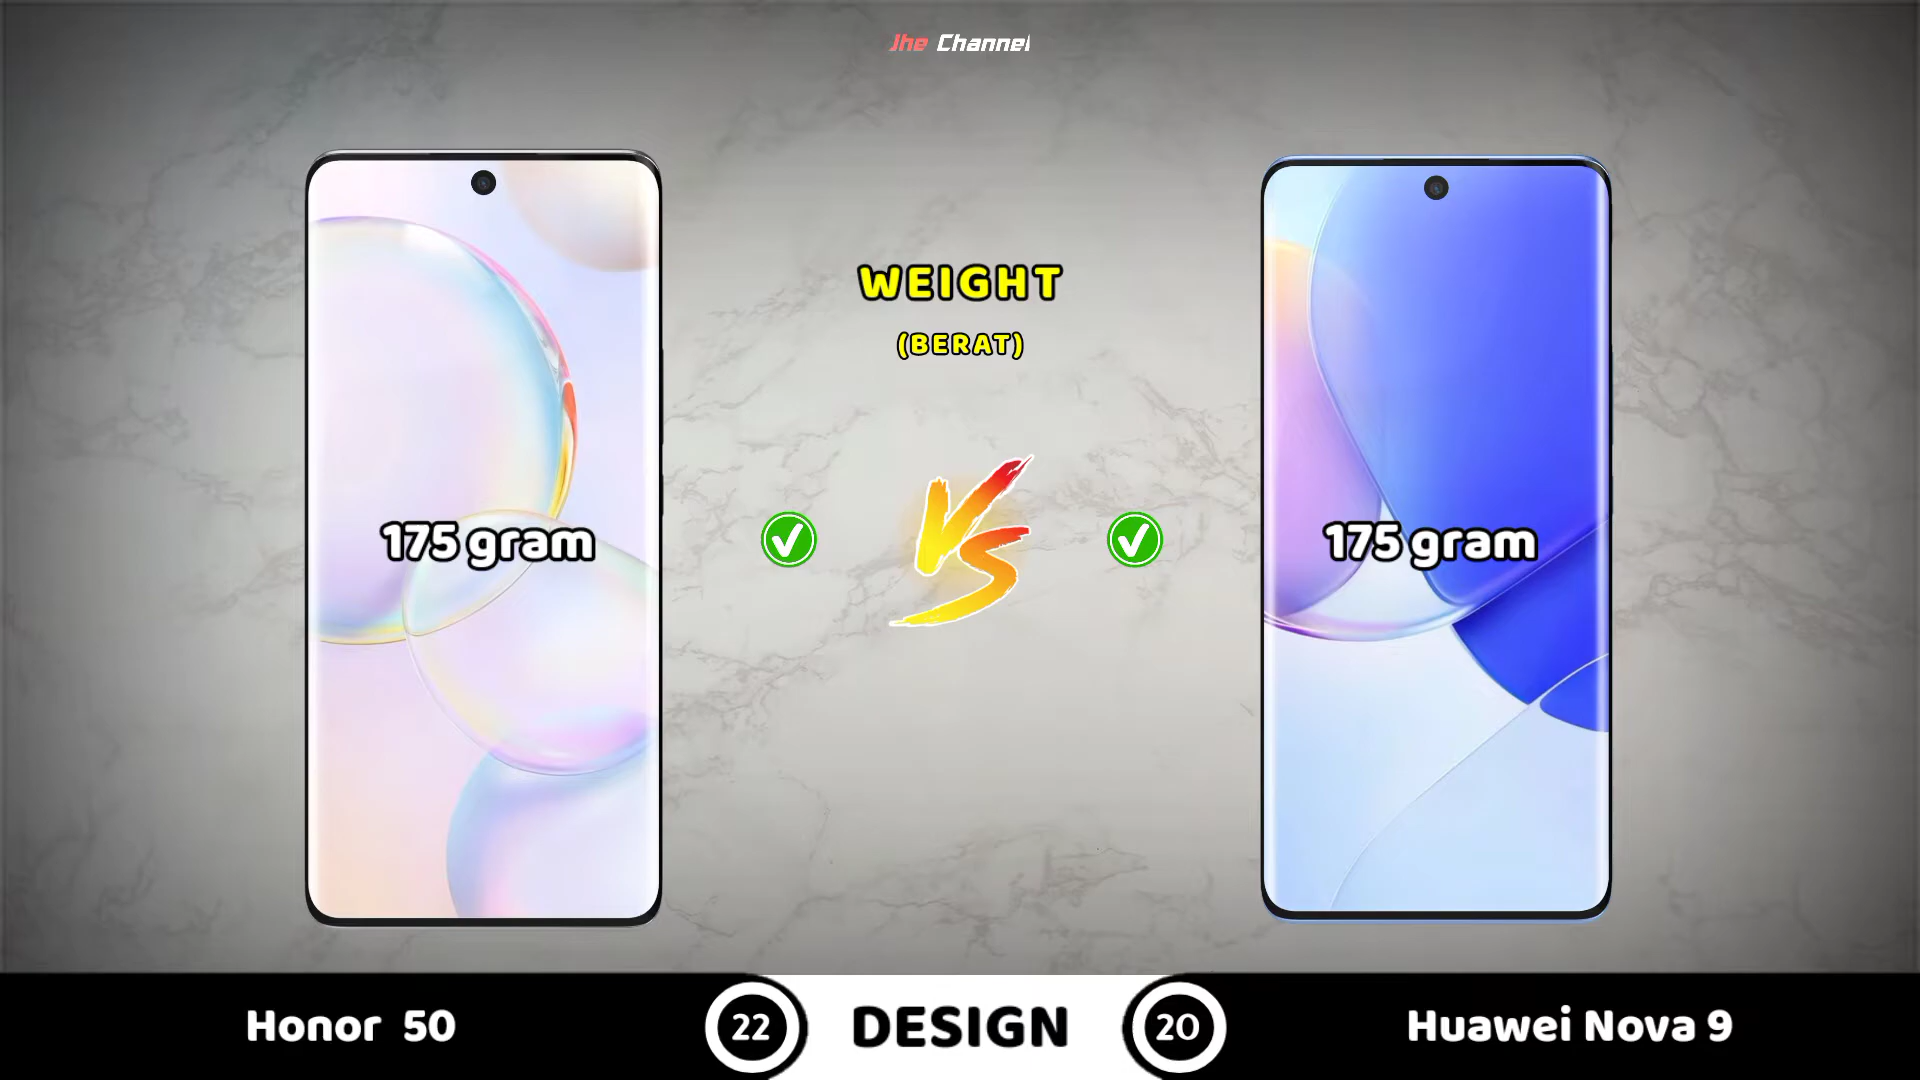 Jhe Channel
WEIGHT
(BERAT)
175 gram
VS
175 gram
Honor 50
22
DESIGN
20
Huawei Nova 9